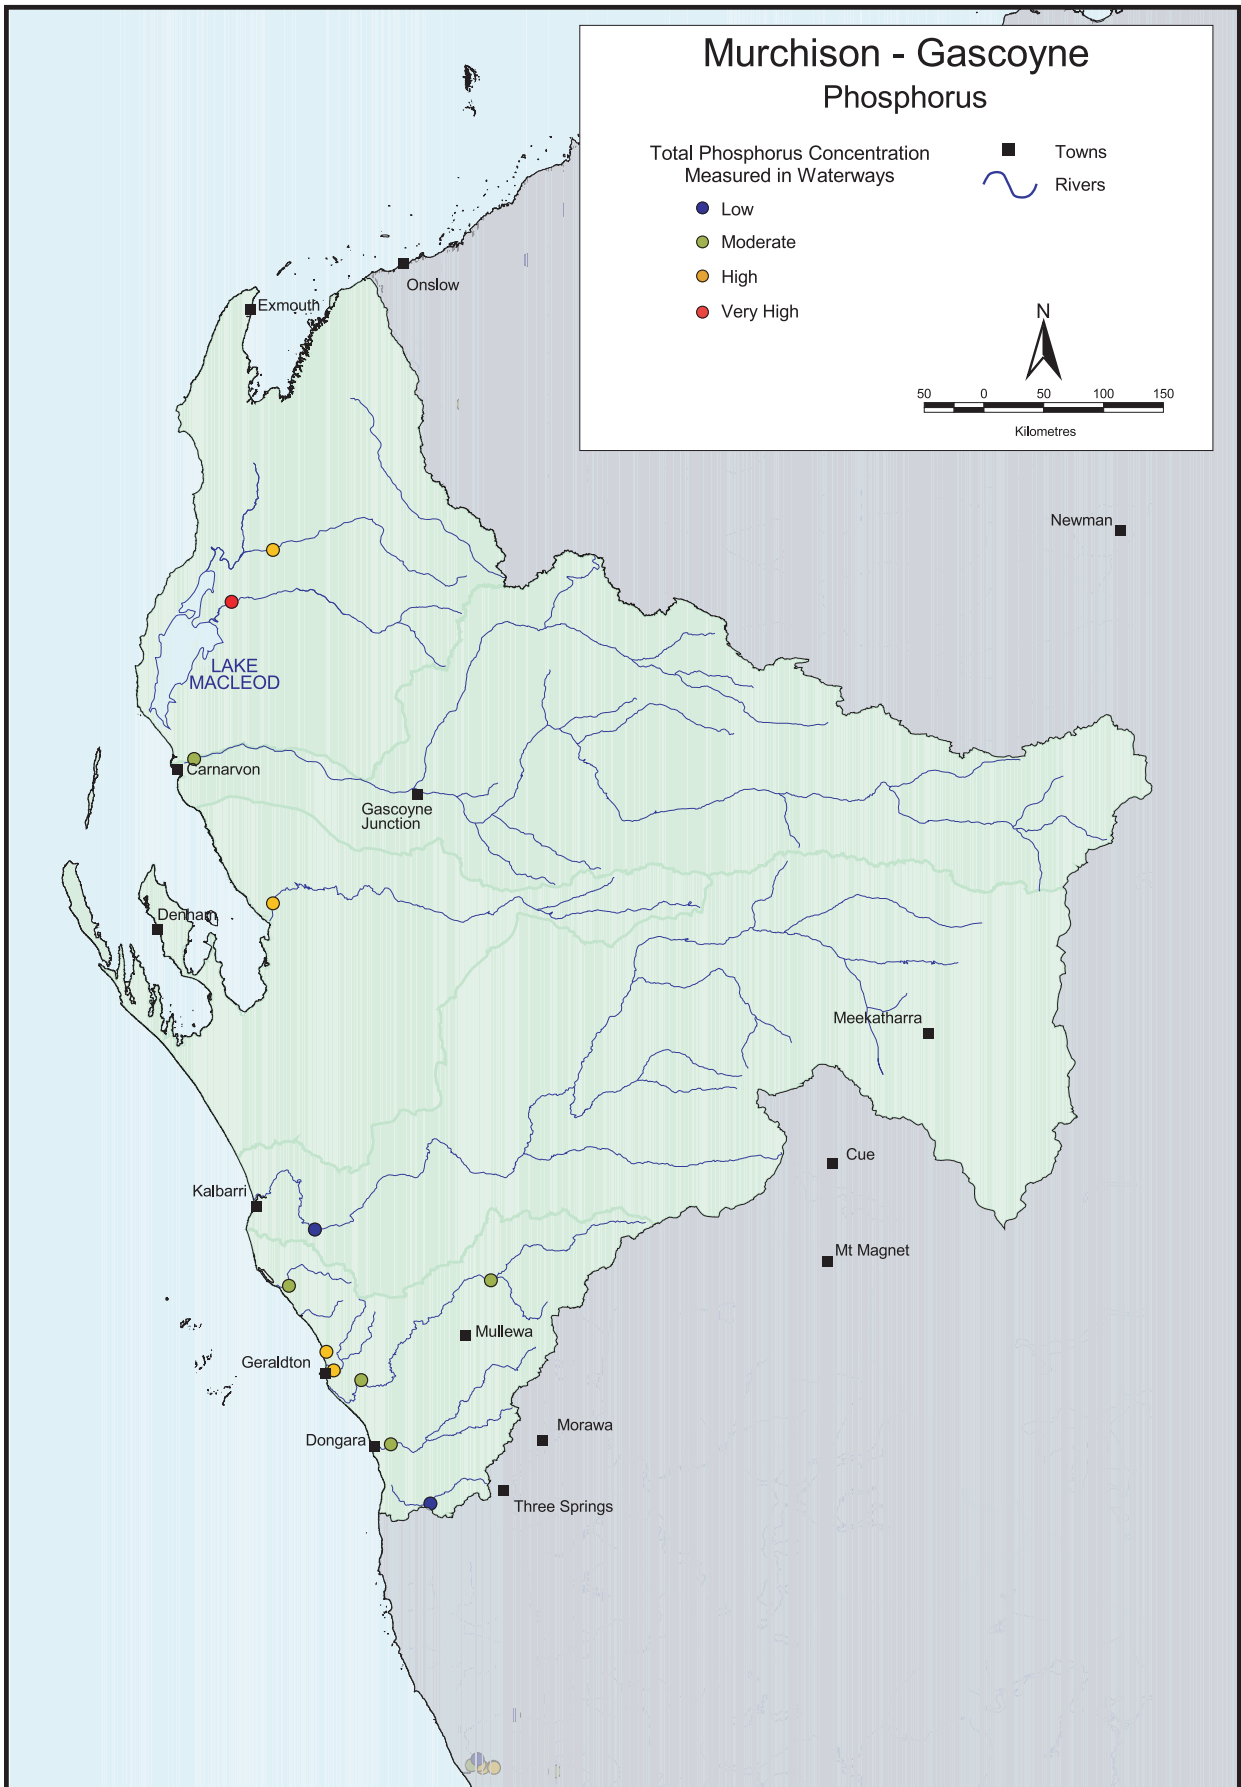 Murchison - Gascoyne
Phosphorus
Total Phosphorus Concentration
Measured in Waterways
Low
Moderate
High
Very High
Towns
Rivers
N
50 0 50 100 150
Kilometres
Onslow
Exmouth
Newman
LAKE
MACLEOD
Carnarvon
Gascoyne
Junction
Denham
Meekatharra
Cue
Kalbarri
Mt Magnet
Mullewa
Geraldton
Morawa
Dongara
Three Springs